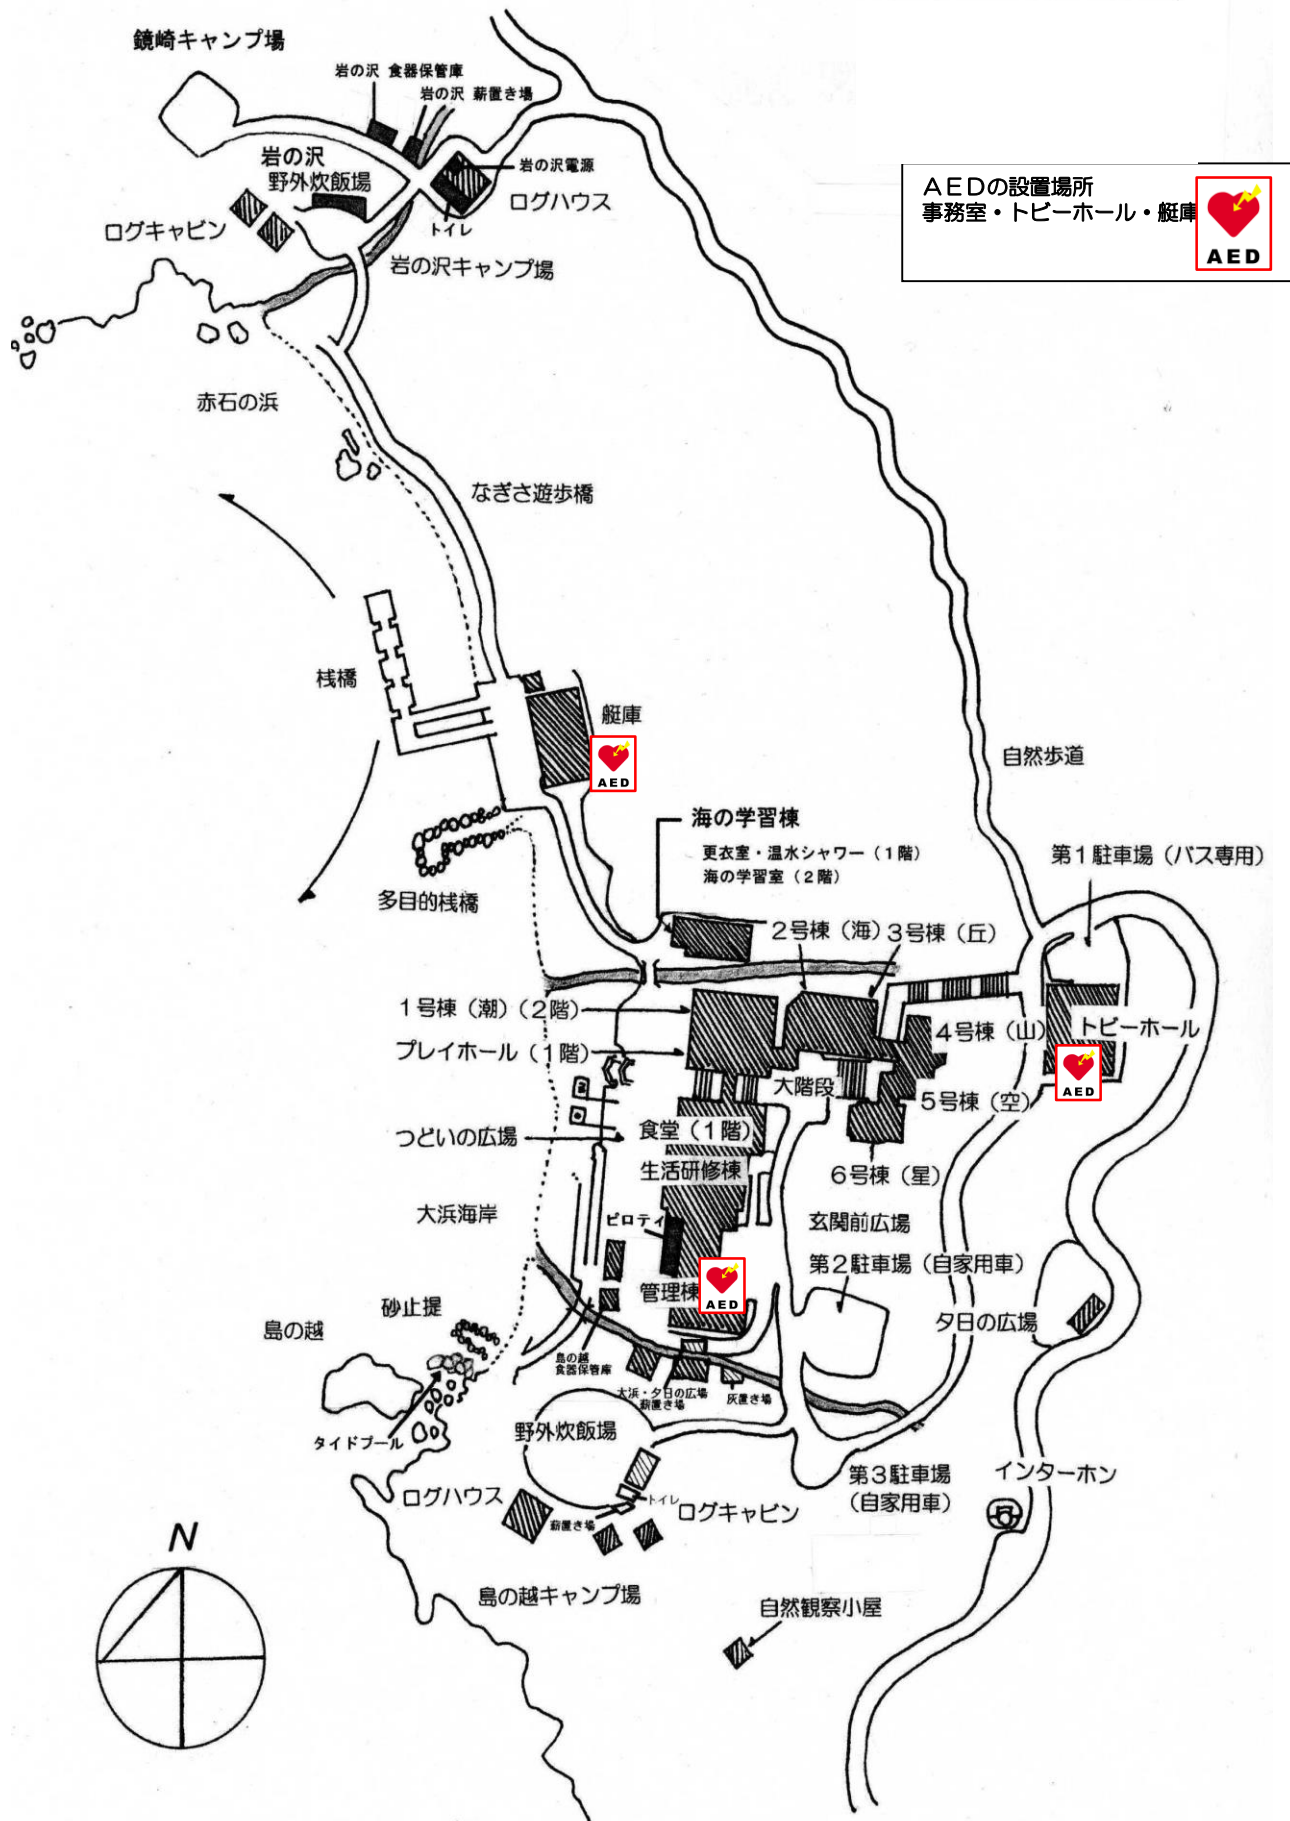 鏡崎キャンプ場
岩の沢 食器保管庫
岩の沢 薪置き場
岩の沢
野外炊飯場
岩の沢電源
ログハウス
トイレ
ログキャビン
岩の沢キャンプ場
AEDの設置場所
事務室・トビーホール・艇庫
AED
赤石の浜
なぎさ遊歩橋
桟橋
艇庫
AED
自然歩道
海の学習棟
更衣室・温水シャワー（1階）
海の学習室（2階）
第1駐車場（バス専用）
多目的桟橋
2号棟（海）
3号棟（丘）
1号棟（潮）（2階）
プレイホール（1階）
4号棟（山）
トビーホール
AED
大階段
5号棟（空）
つどいの広場
食堂（1階）
生活研修棟
6号棟（星）
大浜海岸
ピロティ
玄関前広場
第2駐車場（自家用車）
管理棟
AED
砂止提
島の越
夕日の広場
島の越
食器保管庫
大浜・夕日の広場
薪置き場
灰置き場
タイドプール
野外炊飯場
第3駐車場
（自家用車）
インターホン
ログハウス
トイレ
薪置き場
ログキャビン
島の越キャンプ場
自然観察小屋
N